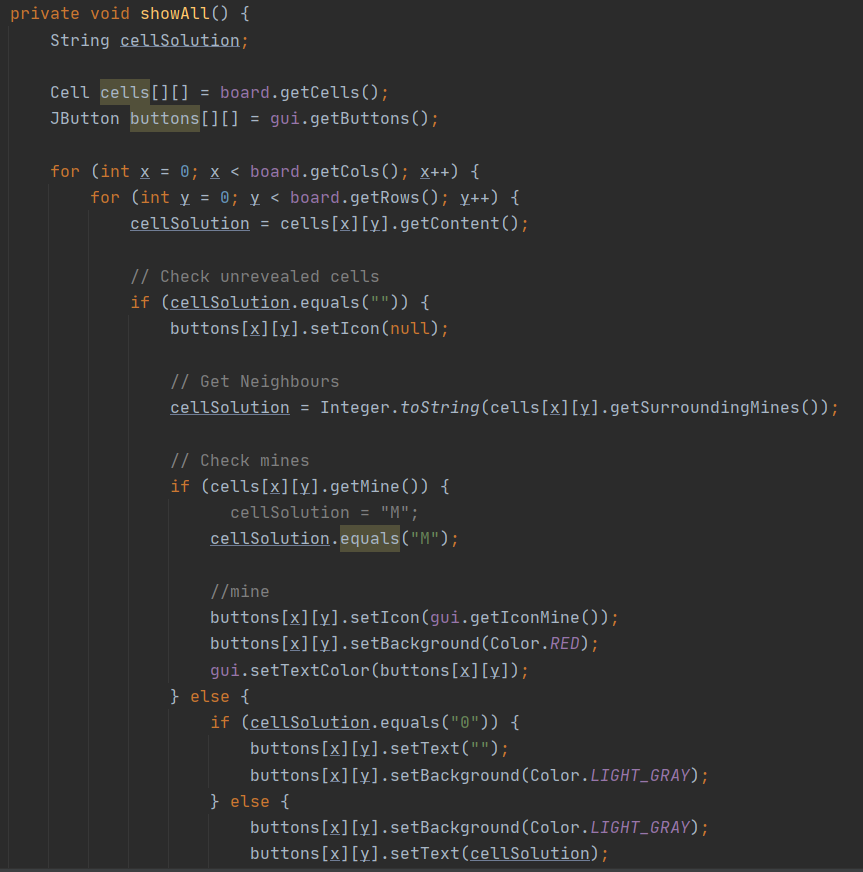 private void showAll() {
    String cellSolution;

    Cell cells[][] = board.getCells();
    JButton buttons[][] = gui.getButtons();

    for (int x = 0; x < board.getCols(); x++) {
        for (int y = 0; y < board.getRows(); y++) {
            cellSolution = cells[x][y].getContent();

            // Check unrevealed cells
            if (cellSolution.equals("")) {
                buttons[x][y].setIcon(null);

                // Get Neighbours
                cellSolution = Integer.toString(cells[x][y].getSurroundingMines());

                // Check mines
                if (cells[x][y].getMine()) {
                      cellSolution = "M";
                    cellSolution.equals("M");

                    //mine
                    buttons[x][y].setIcon(gui.getIconMine());
                    buttons[x][y].setBackground(Color.RED);
                    gui.setTextColor(buttons[x][y]);
                } else {
                    if (cellSolution.equals("0")) {
                        buttons[x][y].setText("");
                        buttons[x][y].setBackground(Color.LIGHT_GRAY);
                    } else {
                        buttons[x][y].setBackground(Color.LIGHT_GRAY);
                        buttons[x][y].setText(cellSolution);